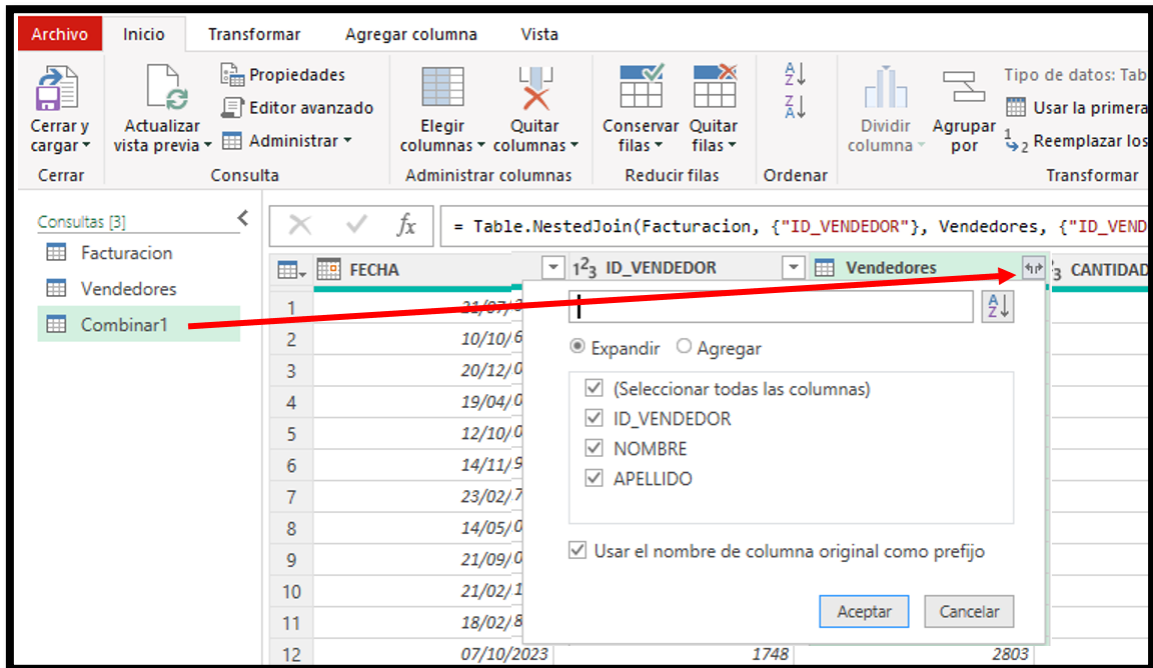 Archivo Inicio Transformar Agregar columna Vista
Propiedades
Editor avanzado
Administrar
Cerrar y cargar
Actualizar vista previa
Elegir columnas
Quitar columnas
Conservar filas
Quitar filas
Dividir columna
Agrupar por
Tipo de datos: Tab
Usar la primera
Reemplazar los
Cerrar Consulta Administrar columnas Reducir filas Ordenar Transformar
Consultas [3]
Facturacion
Vendedores
Combinar1
= Table.NestedJoin(Facturacion, {"ID_VENDEDOR"}, Vendedores, {"ID_VEND
FECHA 1²3 ID_VENDEDOR Vendedores 3 CANTIDAD
1
2 10/10/6
3 20/12/0
4 19/04/0
5 12/10/0
6 14/11/9
7 23/02/7
8 14/05/0
9 21/09/0
10 21/02/1
11 18/02/8
12 07/10/2023 1748 2803
Expandir Agregar
(Seleccionar todas las columnas)
ID_VENDEDOR
NOMBRE
APELLIDO
Usar el nombre de columna original como prefijo
Aceptar Cancelar